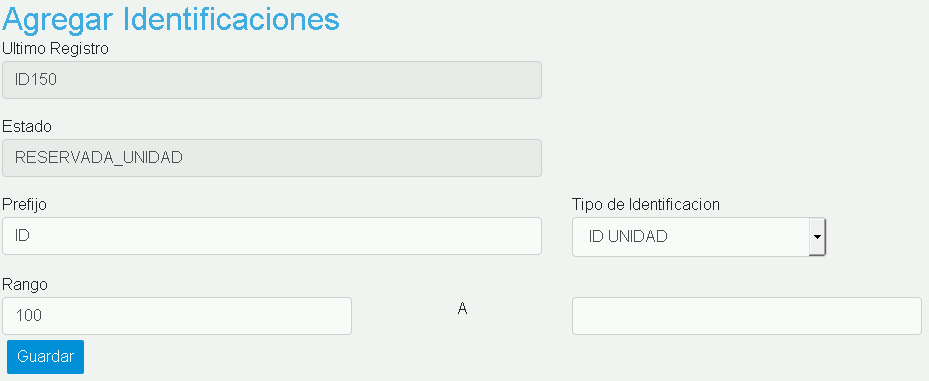 Agregar Identificaciones
Ultimo Registro
ID150
Estado
RESERVADA_UNIDAD
Prefijo
Tipo de Identificacion
ID
ID UNIDAD
Rango
100
A
Guardar